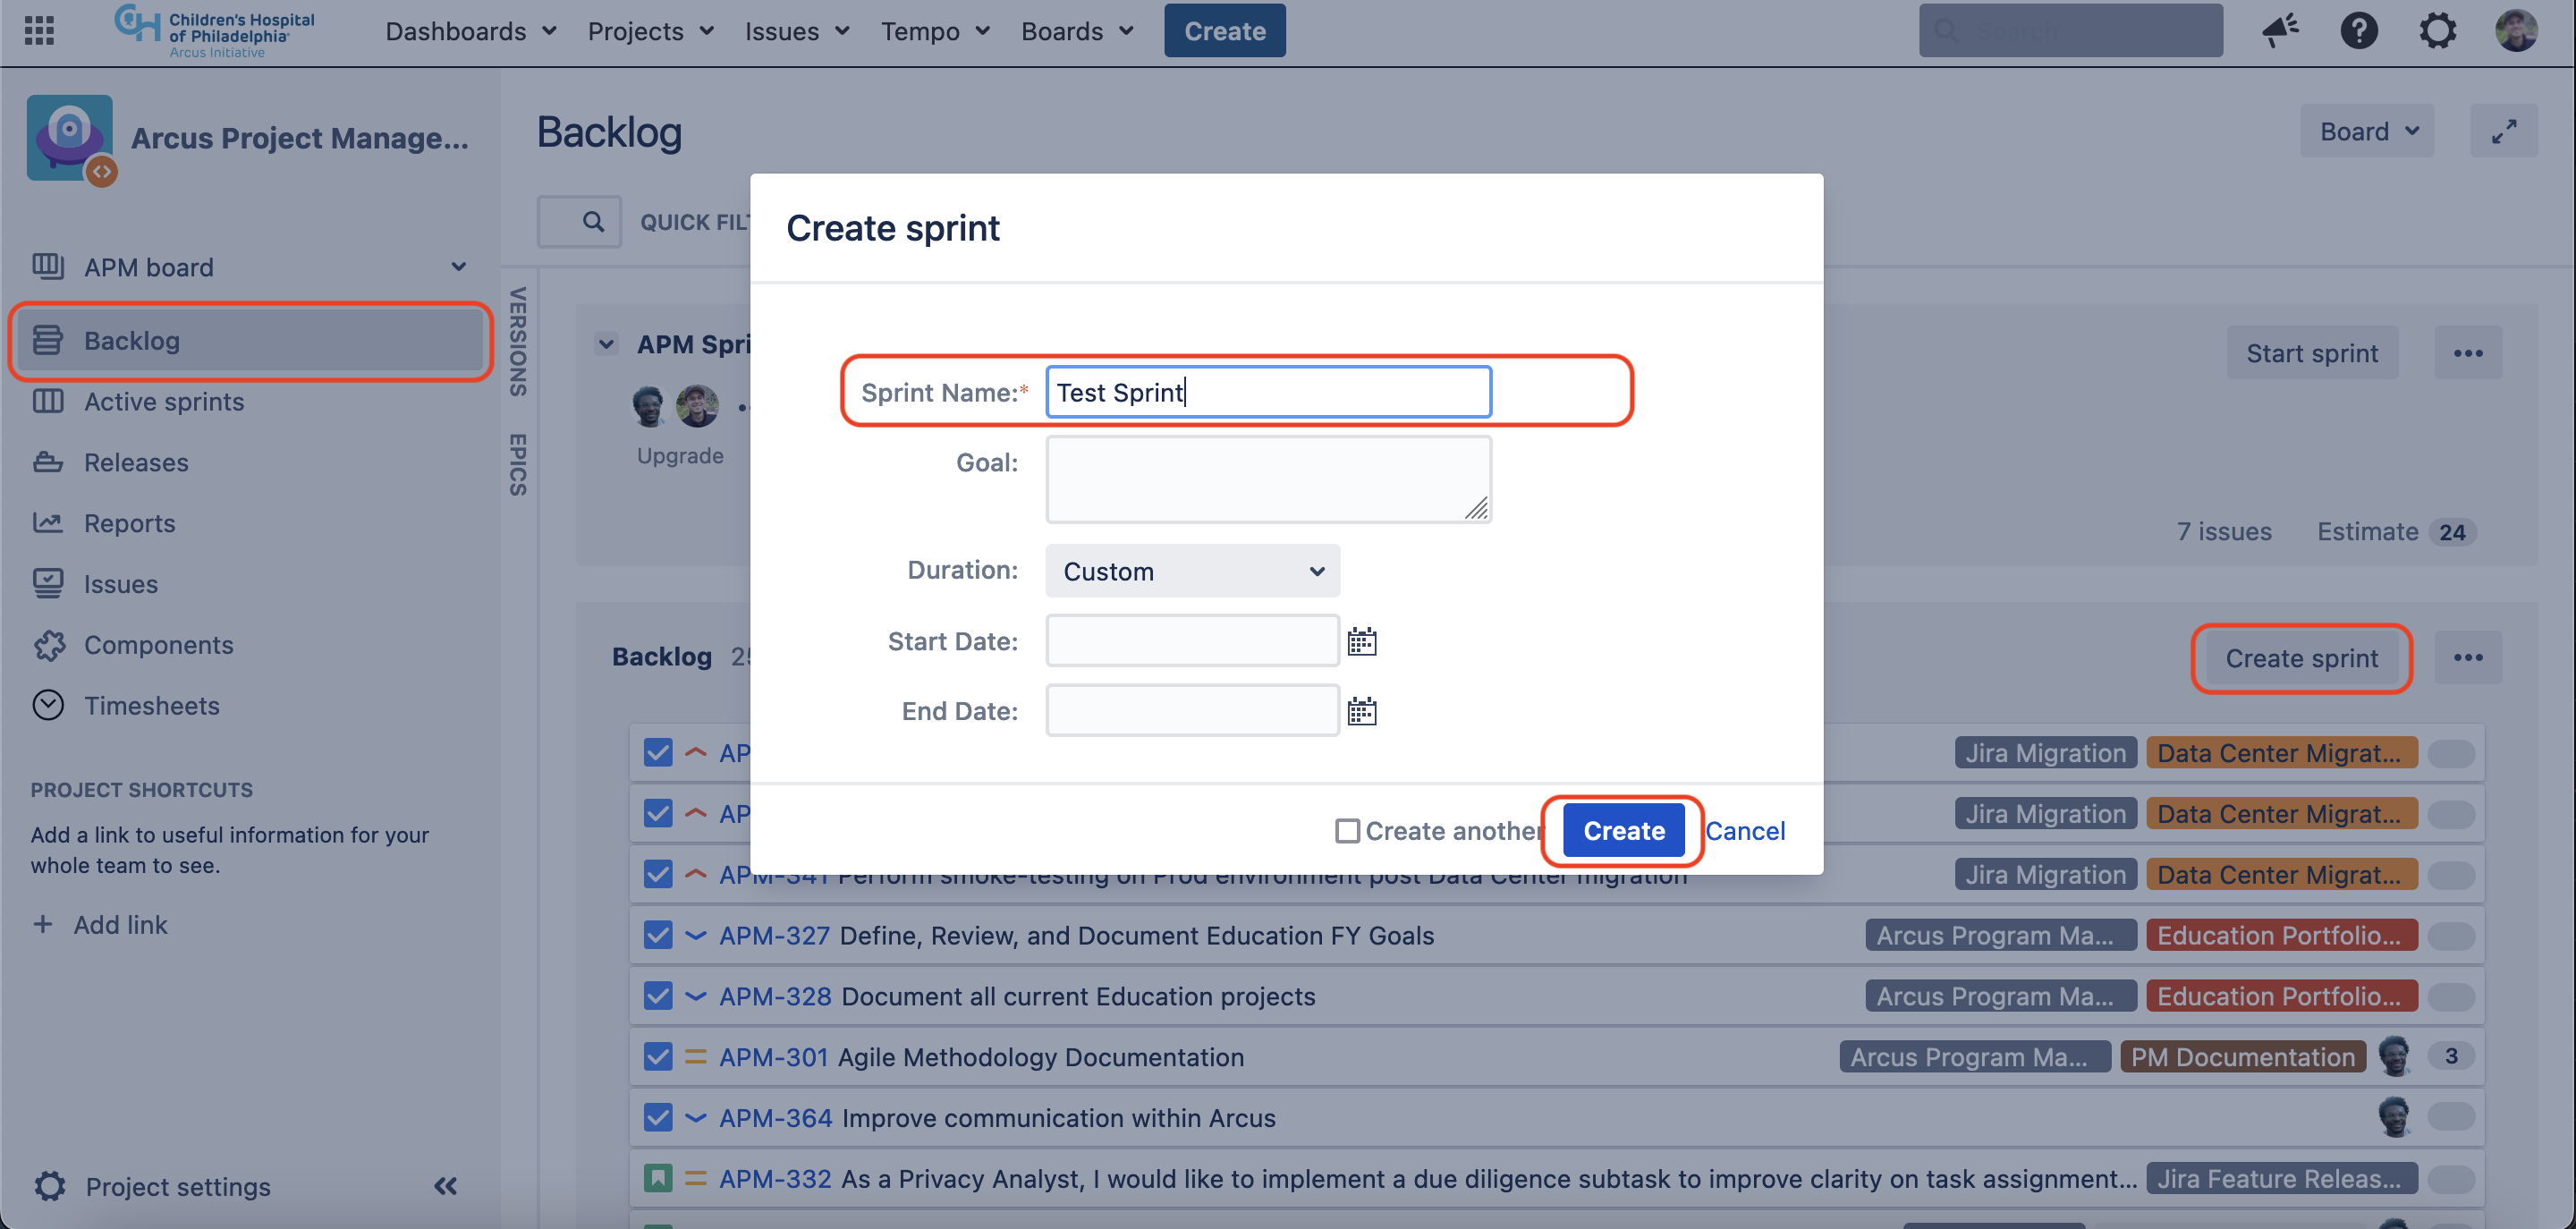 Children's Hospital
of Philadelphia
Arcus Initiative
Dashboards Projects Issues Tempo Boards Create Search
Arcus Project Manage...
Backlog
Board
QUICK FILT
Create sprint
APM board
VERSIONS
EPICS
Backlog
APM Spri
Start sprint
Sprint Name:* Test Sprint
Active sprints
Upgrade
Goal:
Releases
Reports
7 issues Estimate 24
Duration: Custom
Issues
Start Date:
Components
Backlog 25
Create sprint
End Date:
Timesheets
AP
Jira Migration Data Center Migrat...
PROJECT SHORTCUTS
Add a link to useful information for your
whole team to see.
AP
Jira Migration Data Center Migrat...
Create another Create Cancel
APM-341 Perform smoke-testing on Prod environment post Data Center migration Jira Migration Data Center Migrat...
Add link
APM-327 Define, Review, and Document Education FY Goals Arcus Program Ma... Education Portfolio...
APM-328 Document all current Education projects Arcus Program Ma... Education Portfolio...
APM-301 Agile Methodology Documentation Arcus Program Ma... PM Documentation 3
APM-364 Improve communication within Arcus
APM-332 As a Privacy Analyst, I would like to implement a due diligence subtask to improve clarity on task assignment... Jira Feature Releas...
Project settings